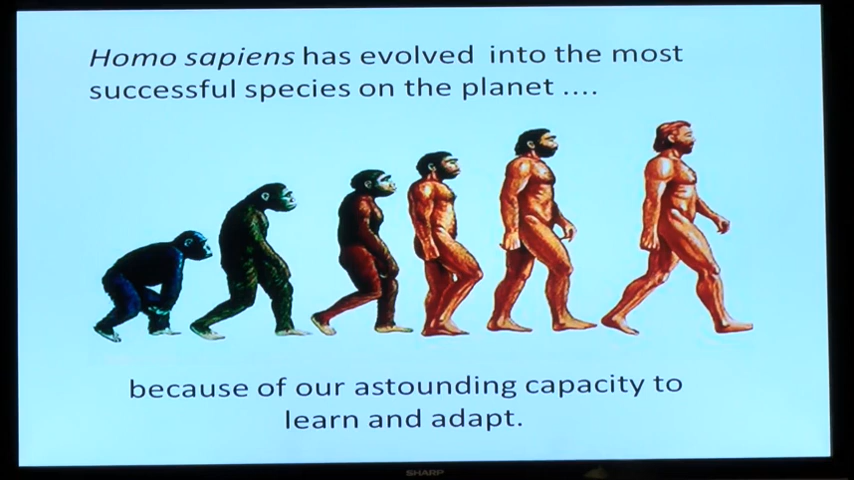 Homo sapiens has evolved into the most
successful species on the planet ....
because of our astounding capacity to
learn and adapt.
SHARP